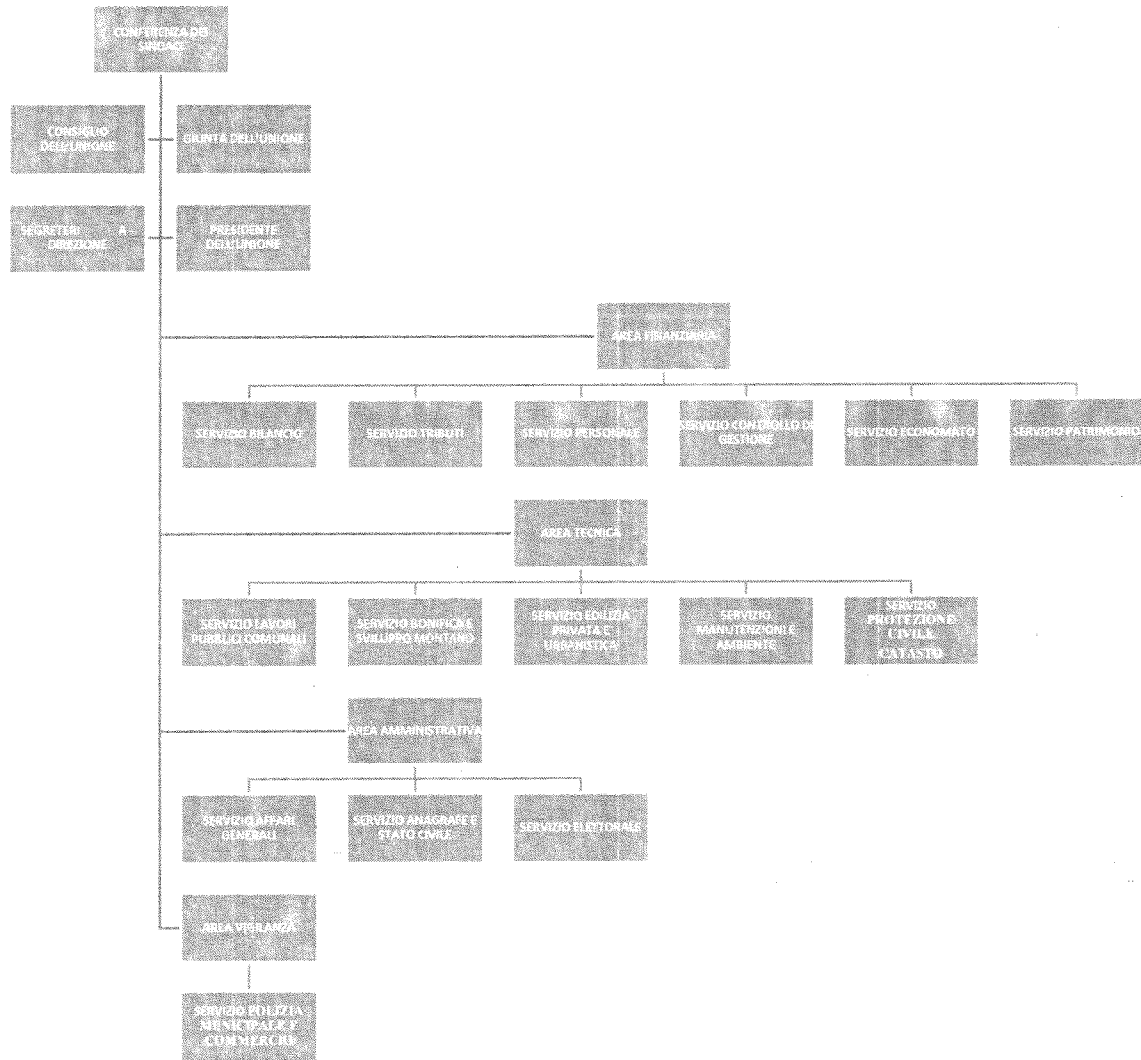 CONFERENZA DEI
SINDACI
CONSIGLIO
DELL'UNIONE
GIUNTA DELL'UNIONE
SEGRETERI A
DIREZIONE
PRESIDENTE
DELL'UNIONE
AREA FINANZIARIA
SERVIZIO BILANCIO
SERVIZIO TRIBUTI
SERVIZIO PERSONALE
SERVIZIO CONTROLLO DI
GESTIONE
SERVIZIO ECONOMATO
SERVIZIO PATRIMONIO
AREA TECNICA
SERVIZIO LAVORI
PUBBLICI COMUNALI
SERVIZIO BONIFICA E
SVILUPPO MONTANO
SERVIZIO EDILIZIA
PRIVATA E
URBANISTICA
SERVIZIO
MANUTENZIONI E
AMBIENTE
SERVIZIO
PROTEZIONE
CIVILE
CATASTO
AREA AMMINISTRATIVA
SERVIZIO AFFARI
GENERALI
SERVIZIO ANAGRAFE E
STATO CIVILE
SERVIZIO ELETTORALE
AREA VIGILANZA
SERVIZIO POLIZIA
MUNICIPALE E
COMMERCIO